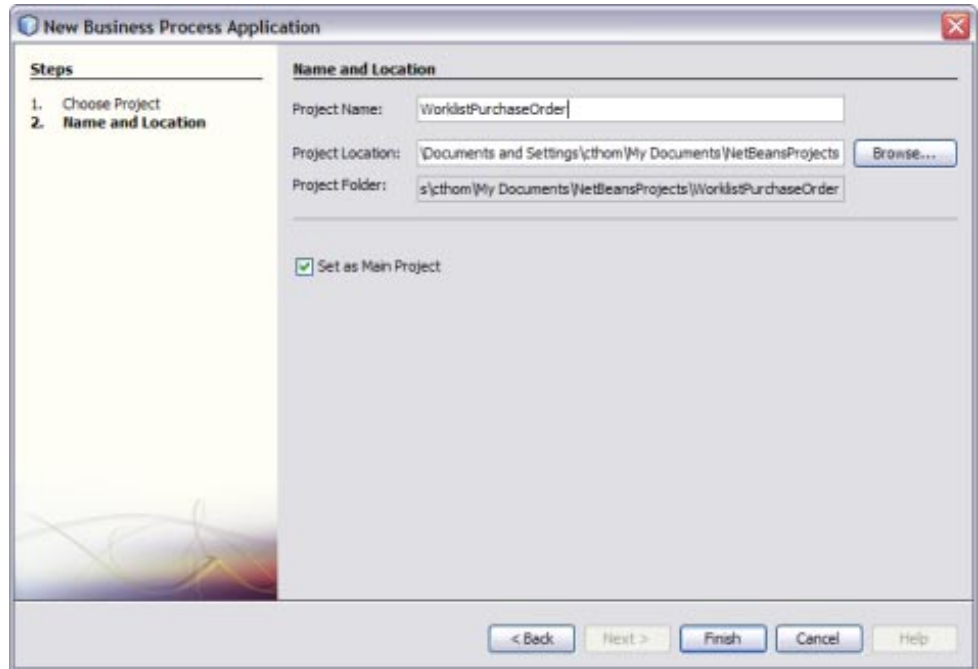 New Business Process Application
Steps
1. Choose Project
2. Name and Location
Name and Location
Project Name: WorklistPurchaseOrder
Project Location: \Documents and Settings\cthom\My Documents\NetBeansProjects Browse...
Project Folder: s\cthom\My Documents\NetBeansProjects\WorklistPurchaseOrder
Set as Main Project
< Back Next > Finish Cancel Help